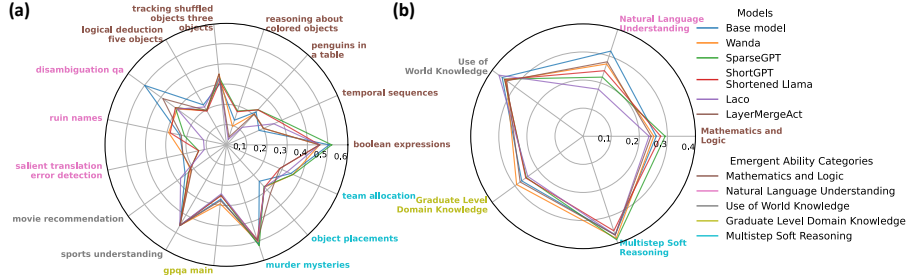 (a)
tracking shuffled
objects three
objects
reasoning about
colored objects
logical deduction
five objects
penguins in
a table
disambiguation qa
temporal sequences
ruin names
boolean expressions
0,1 0,2 0,3 0,4 0,5 0,6
salient translation
error detection
team allocation
movie recommendation
object placements
sports understanding
gpqa main
murder mysteries
(b)
Natural Language
Understanding
Use of
World Knowledge
Mathematics and
Logic
0,1 0,2 0,3 0,4
Graduate Level
Domain Knowledge
Multistep Soft
Reasoning
Models
Base model
Wanda
SparseGPT
ShortGPT
Shortened Llama
Laco
LayerMergeAct
Emergent Ability Categories
Mathematics and Logic
Natural Language Understanding
Use of World Knowledge
Graduate Level Domain Knowledge
Multistep Soft Reasoning